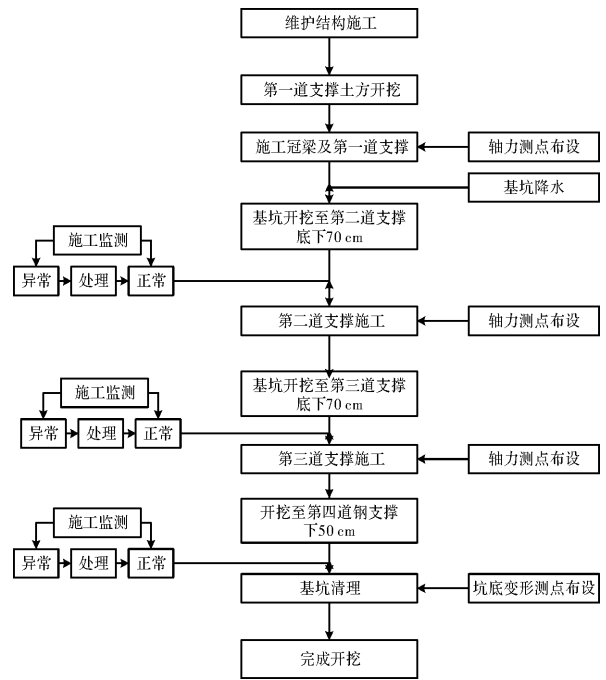 维护结构施工
第一道支撑土方开挖
施工冠梁及第一道支撑
轴力测点布设
基坑降水
基坑开挖至第二道支撑
底下70 cm
施工监测
异常
处理
正常
第二道支撑施工
轴力测点布设
基坑开挖至第三道支撑
底下70 cm
施工监测
异常
处理
正常
第三道支撑施工
轴力测点布设
开挖至第四道钢支撑
下50 cm
施工监测
异常
处理
正常
基坑清理
坑底变形测点布设
完成开挖